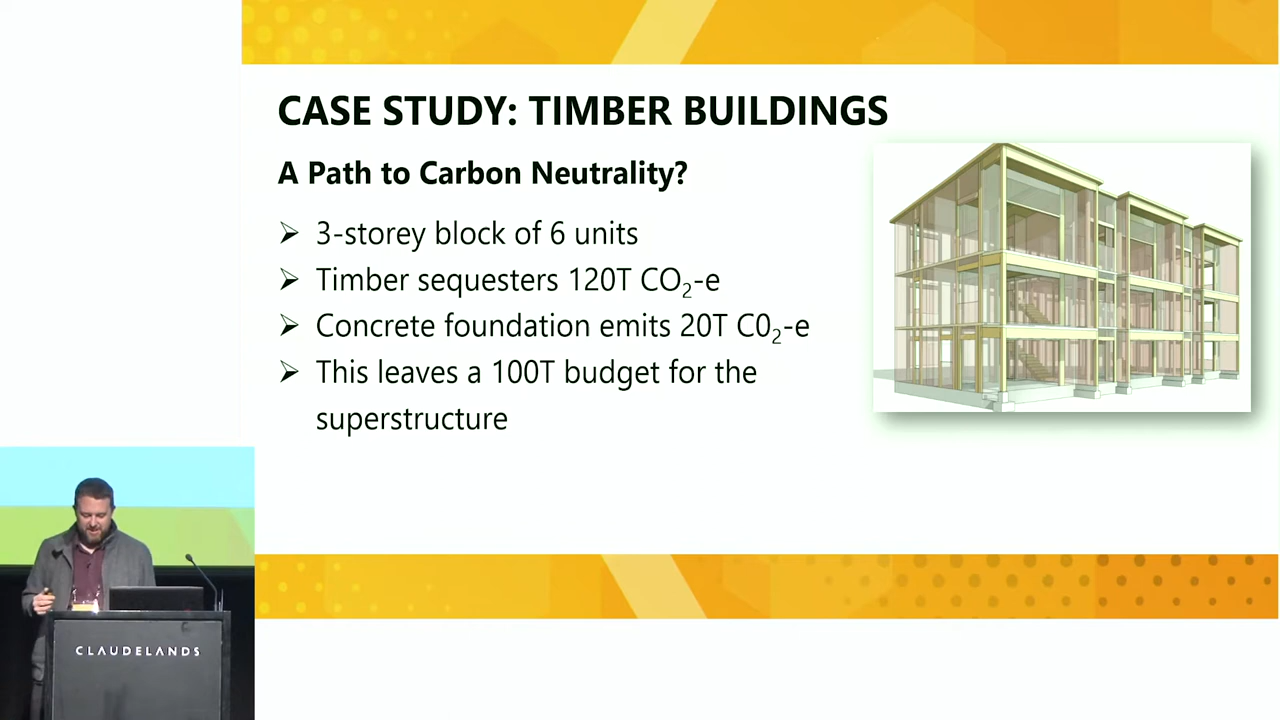 CASE STUDY: TIMBER BUILDINGS
A Path to Carbon Neutrality?
➢ 3-storey block of 6 units
➢ Timber sequesters 120T CO₂-e
➢ Concrete foundation emits 20T C0₂-e
➢ This leaves a 100T budget for the
superstructure
CLAUDELANDS